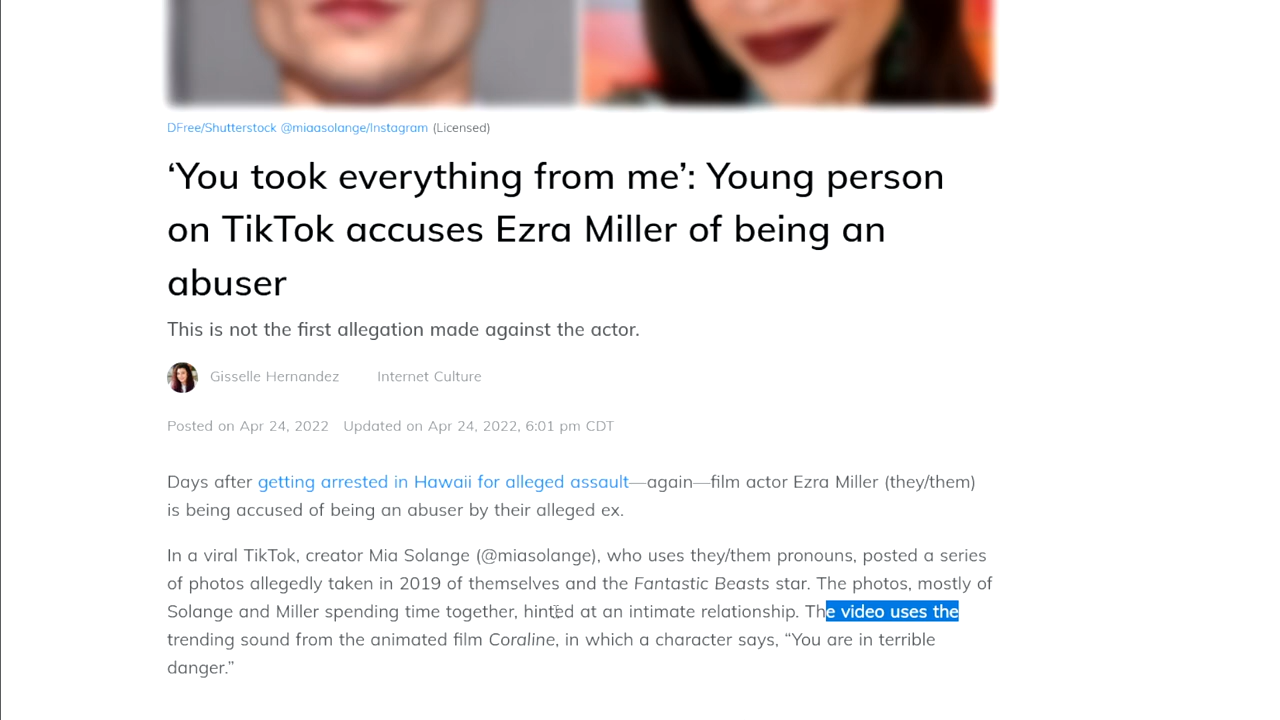 DFree/Shutterstock @miaasolange/Instagram (Licensed)
‘You took everything from me’: Young person
on TikTok accuses Ezra Miller of being an
abuser
This is not the first allegation made against the actor.
Gisselle Hernandez Internet Culture
Posted on Apr 24, 2022 Updated on Apr 24, 2022, 6:01 pm CDT
Days after getting arrested in Hawaii for alleged assault—again—film actor Ezra Miller (they/them)
is being accused of being an abuser by their alleged ex.
In a viral TikTok, creator Mia Solange (@miasolange), who uses they/them pronouns, posted a series
of photos allegedly taken in 2019 of themselves and the Fantastic Beasts star. The photos, mostly of
Solange and Miller spending time together, hinted at an intimate relationship. The video uses the
trending sound from the animated film Coraline, in which a character says, “You are in terrible
danger.”